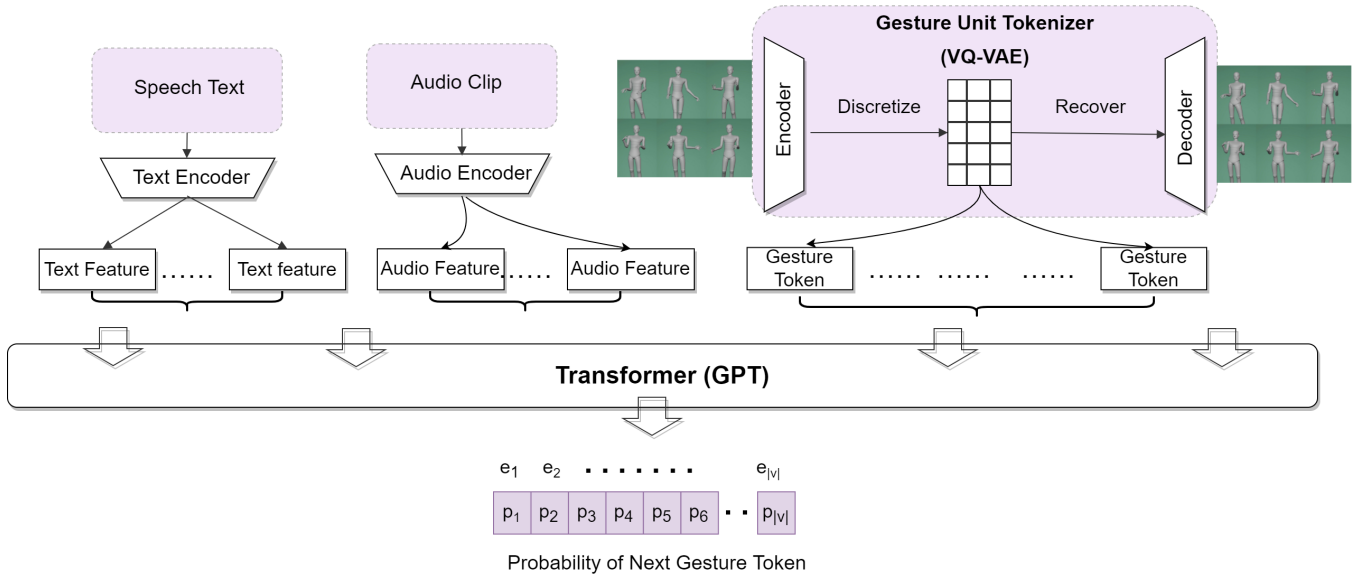 Gesture Unit Tokenizer
(VQ-VAE)
Speech Text
Audio Clip
Encoder
Discretize
Recover
Decoder
Text Encoder
Audio Encoder
Text Feature
......
Text feature
Audio Feature
......
Audio Feature
Gesture
Token
...... ...... ......
Gesture
Token
Transformer (GPT)
e1 e2 ....... e|v|
p1 p2 p3 p4 p5 p6 .. p|v|
Probability of Next Gesture Token